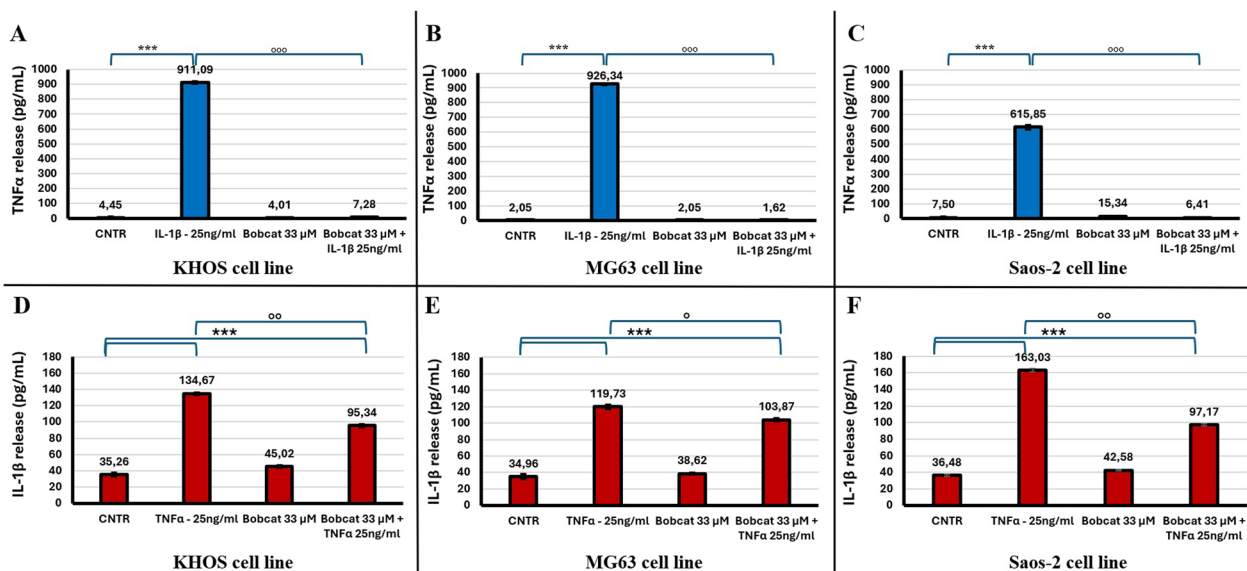 A
***
°°°
TNFα release (pg/mL)
1000
900
800
700
600
500
400
300
200
100
0
4,45
911,09
4,01
7,28
CNTR
IL-1β - 25ng/ml
Bobcat 33 µM
Bobcat 33 µM +
IL-1β 25ng/ml
KHOS cell line
B
***
°°°
TNFα release (pg/mL)
1000
900
800
700
600
500
400
300
200
100
0
2,05
926,34
2,05
1,62
CNTR
IL-1β - 25ng/ml
Bobcat 33 µM
Bobcat 33 µM +
IL-1β 25ng/ml
MG63 cell line
C
***
°°°
TNFα release (pg/mL)
1000
900
800
700
600
500
400
300
200
100
0
7,50
615,85
15,34
6,41
CNTR
IL-1β - 25ng/ml
Bobcat 33 µM
Bobcat 33 µM +
IL-1β 25ng/ml
Saos-2 cell line
D
°°
***
IL-1β release (pg/mL)
180
160
140
120
100
80
60
40
20
0
35,26
134,67
45,02
95,34
CNTR
TNFα - 25ng/ml
Bobcat 33 µM
Bobcat 33 µM +
TNFα 25ng/ml
KHOS cell line
E
°
***
IL-1β release (pg/mL)
180
160
140
120
100
80
60
40
20
0
34,96
119,73
38,62
103,87
CNTR
TNFα - 25ng/ml
Bobcat 33 µM
Bobcat 33 µM +
TNFα 25ng/ml
MG63 cell line
F
°°
***
IL-1β release (pg/mL)
180
160
140
120
100
80
60
40
20
0
36,48
163,03
42,58
97,17
CNTR
TNFα - 25ng/ml
Bobcat 33 µM
Bobcat 33 µM +
TNFα 25ng/ml
Saos-2 cell line